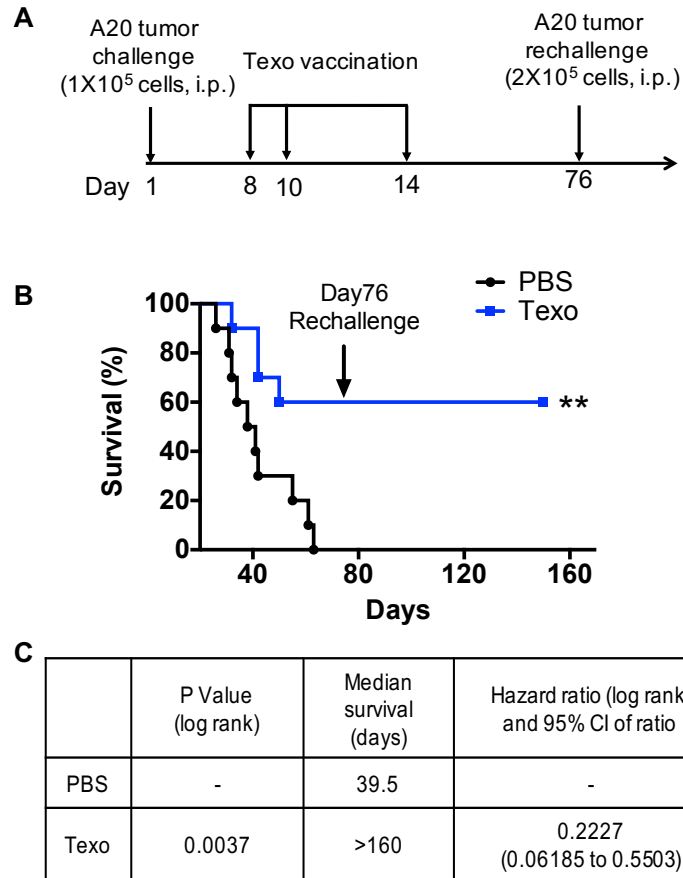 A
A20 tumor
challenge
(1X10⁵ cells, i.p.)
Texo vaccination
A20 tumor
rechallenge
(2X10⁵ cells, i.p.)
Day 1 8 10 14 76
B
PBS
Texo
Day76
Rechallenge
Survival (%)
100
80
60
40
20
0
**
40 80 120 160
Days
C
P Value
(log rank)
Median
survival
(days)
Hazard ratio (log rank
and 95% CI of ratio
PBS - 39.5 -
Texo 0.0037 >160 0.2227
(0.06185 to 0.5503)